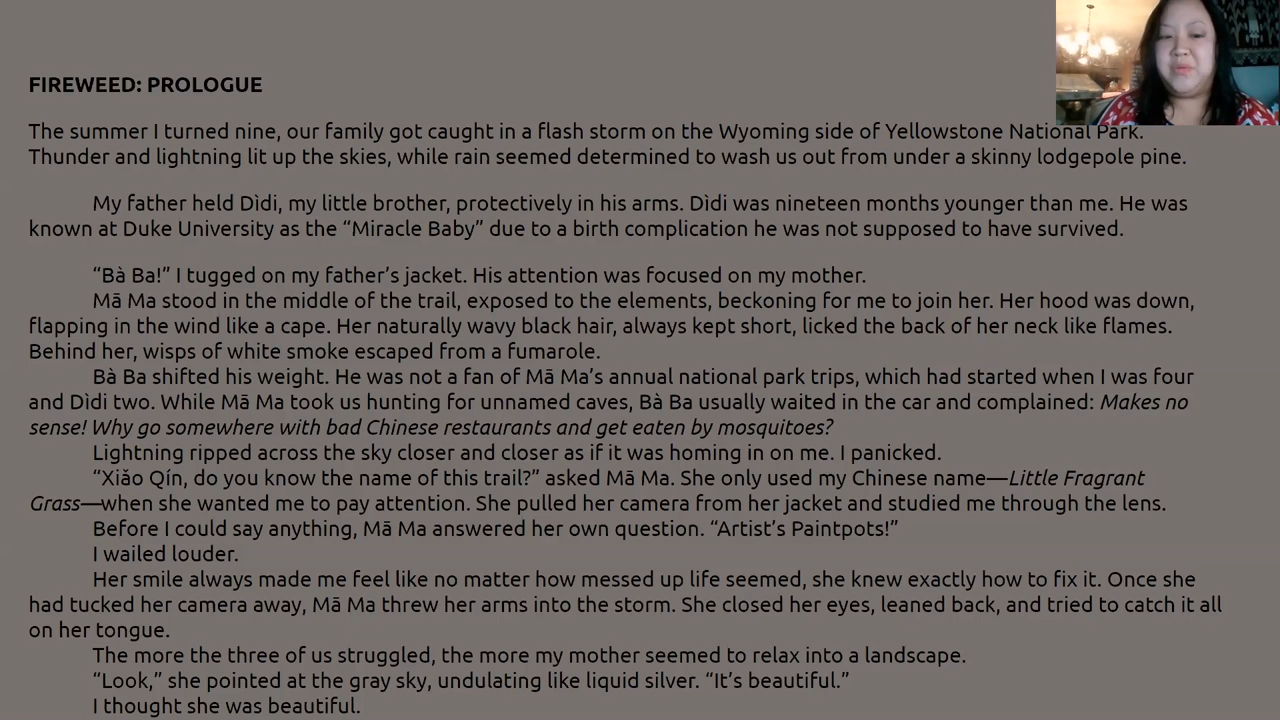 FIREWEED: PROLOGUE
The summer I turned nine, our family got caught in a flash storm on the Wyoming side of Yellowstone National Park.
Thunder and lightning lit up the skies, while rain seemed determined to wash us out from under a skinny lodgepole pine.
My father held Dìdi, my little brother, protectively in his arms. Dìdi was nineteen months younger than me. He was
known at Duke University as the “Miracle Baby” due to a birth complication he was not supposed to have survived.
“Bà Ba!” I tugged on my father’s jacket. His attention was focused on my mother.
Mā Ma stood in the middle of the trail, exposed to the elements, beckoning for me to join her. Her hood was down,
flapping in the wind like a cape. Her naturally wavy black hair, always kept short, licked the back of her neck like flames.
Behind her, wisps of white smoke escaped from a fumarole.
Bà Ba shifted his weight. He was not a fan of Mā Ma’s annual national park trips, which had started when I was four
and Dìdi two. While Mā Ma took us hunting for unnamed caves, Bà Ba usually waited in the car and complained: Makes no
sense! Why go somewhere with bad Chinese restaurants and get eaten by mosquitoes?
Lightning ripped across the sky closer and closer as if it was homing in on me. I panicked.
“Xiǎo Qín, do you know the name of this trail?” asked Mā Ma. She only used my Chinese name—Little Fragrant
Grass—when she wanted me to pay attention. She pulled her camera from her jacket and studied me through the lens.
Before I could say anything, Mā Ma answered her own question. “Artist’s Paintpots!”
I wailed louder.
Her smile always made me feel like no matter how messed up life seemed, she knew exactly how to fix it. Once she
had tucked her camera away, Mā Ma threw her arms into the storm. She closed her eyes, leaned back, and tried to catch it all
on her tongue.
The more the three of us struggled, the more my mother seemed to relax into a landscape.
“Look,” she pointed at the gray sky, undulating like liquid silver. “It’s beautiful.”
I thought she was beautiful.